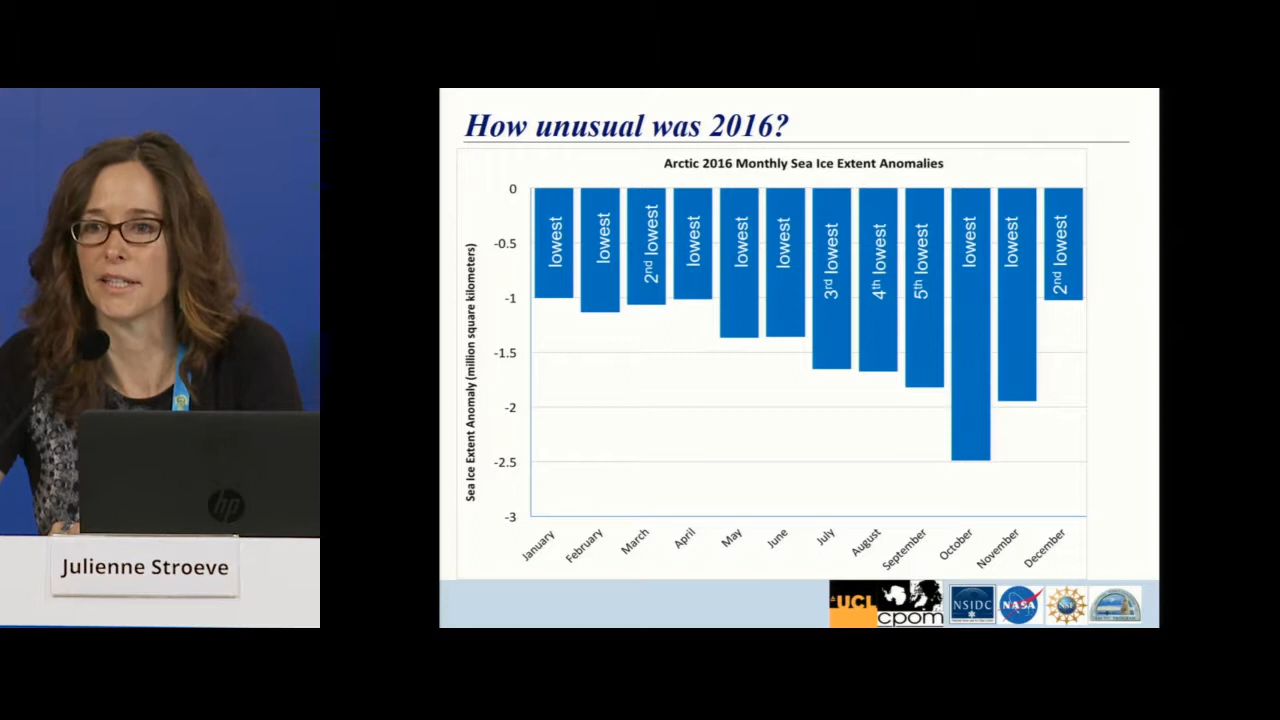 How unusual was 2016?
Arctic 2016 Monthly Sea Ice Extent Anomalies
Sea Ice Extent Anomaly (million square kilometers)
0
-0.5
-1
-1.5
-2
-2.5
-3
lowest
lowest
2nd lowest
lowest
lowest
lowest
3rd lowest
4th lowest
5th lowest
lowest
lowest
2nd lowest
January
February
March
April
May
June
July
August
September
October
November
December
hp
Julienne Stroeve
UCL
cpom
NSIDC
NASA
NSF